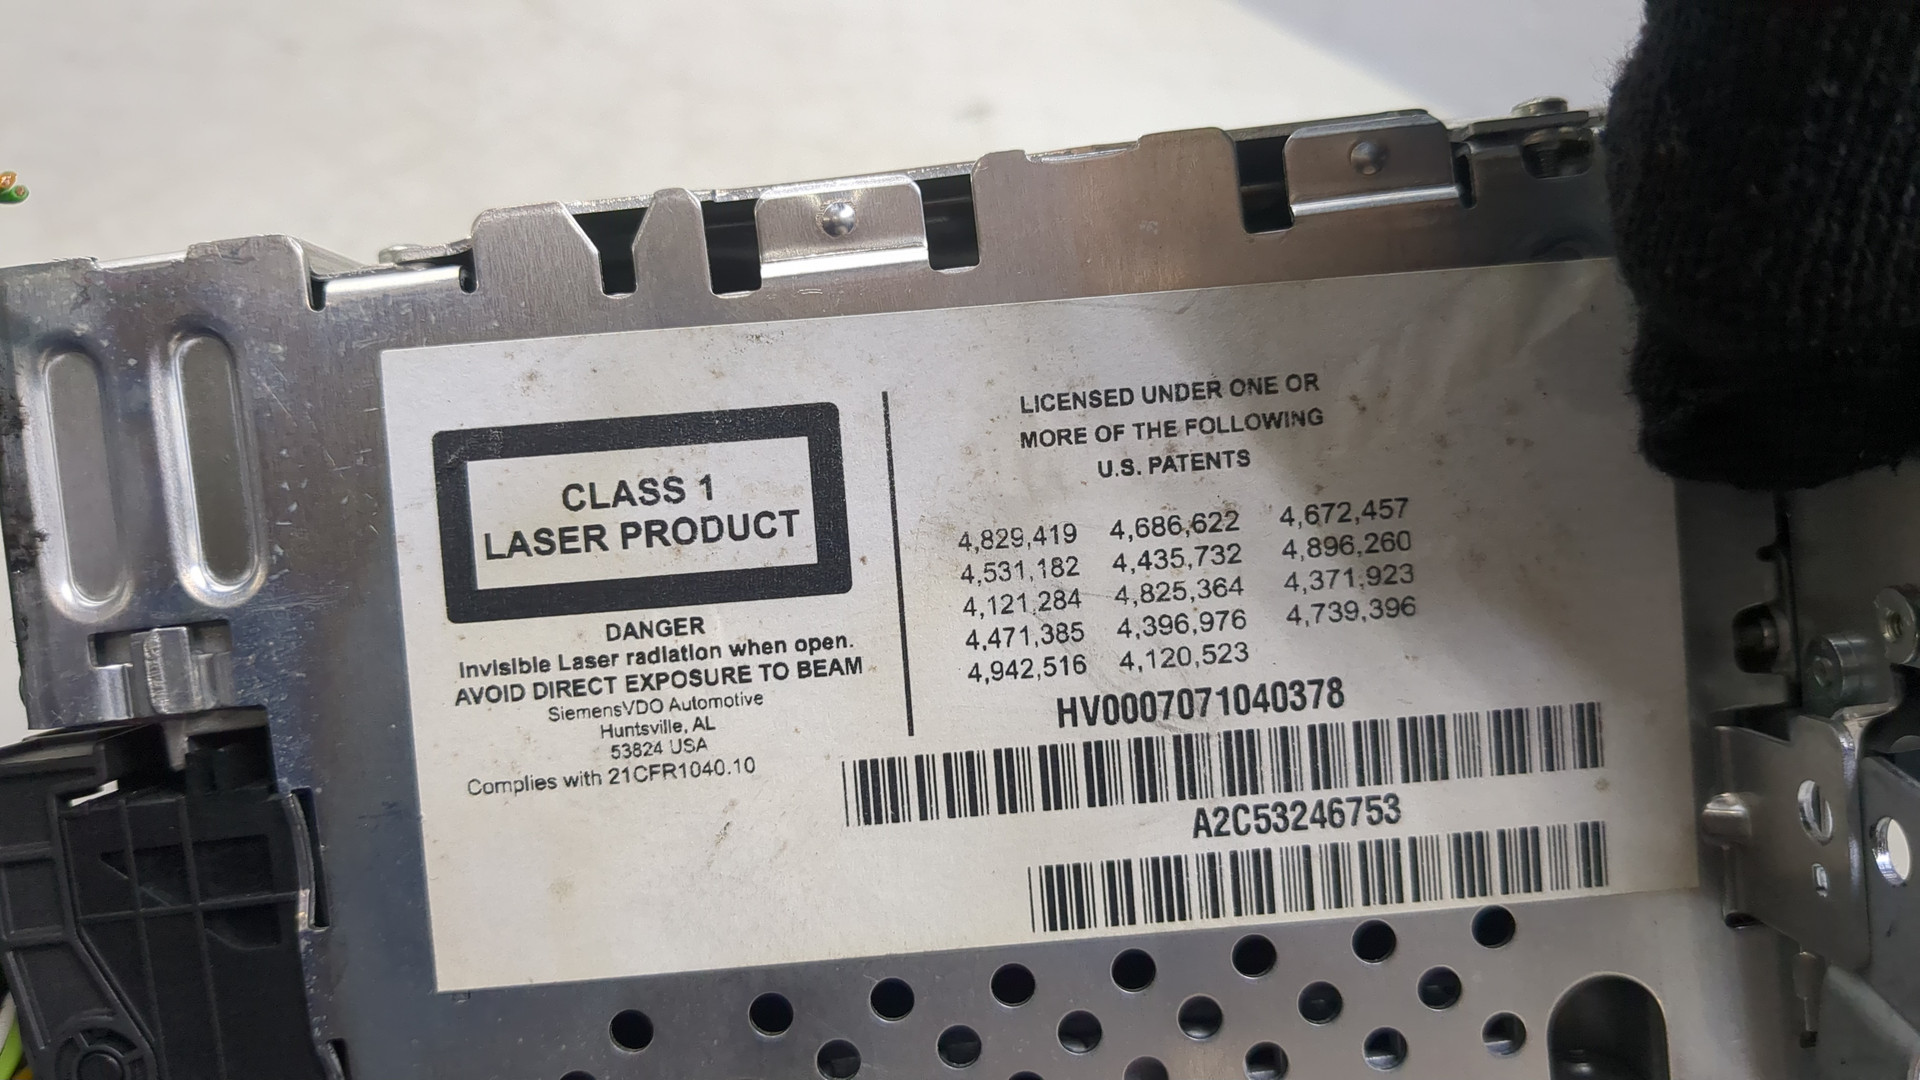 CLASS 1
LASER PRODUCT
DANGER
Invisible Laser radiation when open.
AVOID DIRECT EXPOSURE TO BEAM
SiemensVDO Automotive
Huntsville, AL
53824 USA
Complies with 21CFR1040.10
LICENSED UNDER ONE OR
MORE OF THE FOLLOWING
U.S. PATENTS
4,829,419 4,686,622 4,672,457
4,531,182 4,435,732 4,896,260
4,121,284 4,825,364 4,371,923
4,471,385 4,396,976 4,739,396
4,942,516 4,120,523
HV0007071040378
A2C53246753